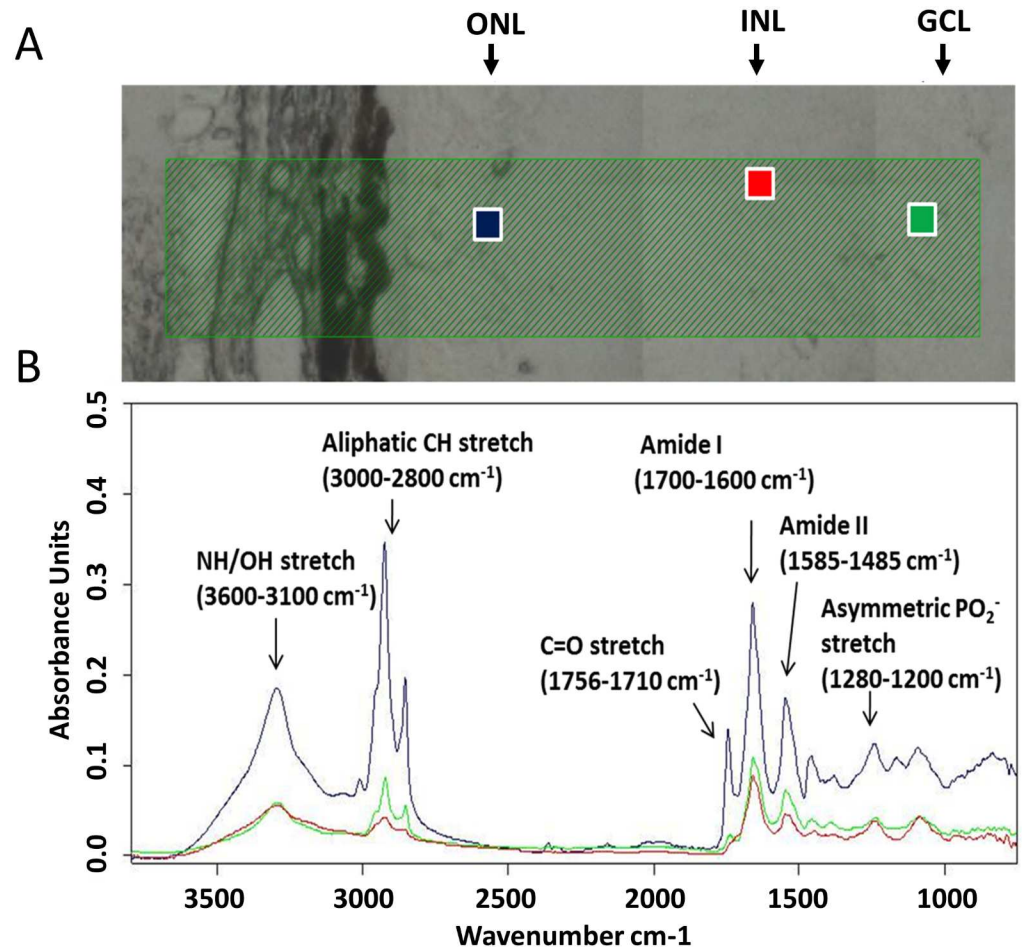 A
ONL
INL
GCL
B
0.5
0.4
0.3
0.2
0.1
0.0
Absorbance Units
Aliphatic CH stretch
(3000-2800 cm⁻¹)
NH/OH stretch
(3600-3100 cm⁻¹)
Amide I
(1700-1600 cm⁻¹)
Amide II
(1585-1485 cm⁻¹)
C=O stretch
(1756-1710 cm⁻¹)
Asymmetric PO₂⁻
stretch
(1280-1200 cm⁻¹)
3500
3000
2500
2000
1500
1000
Wavenumber cm-1